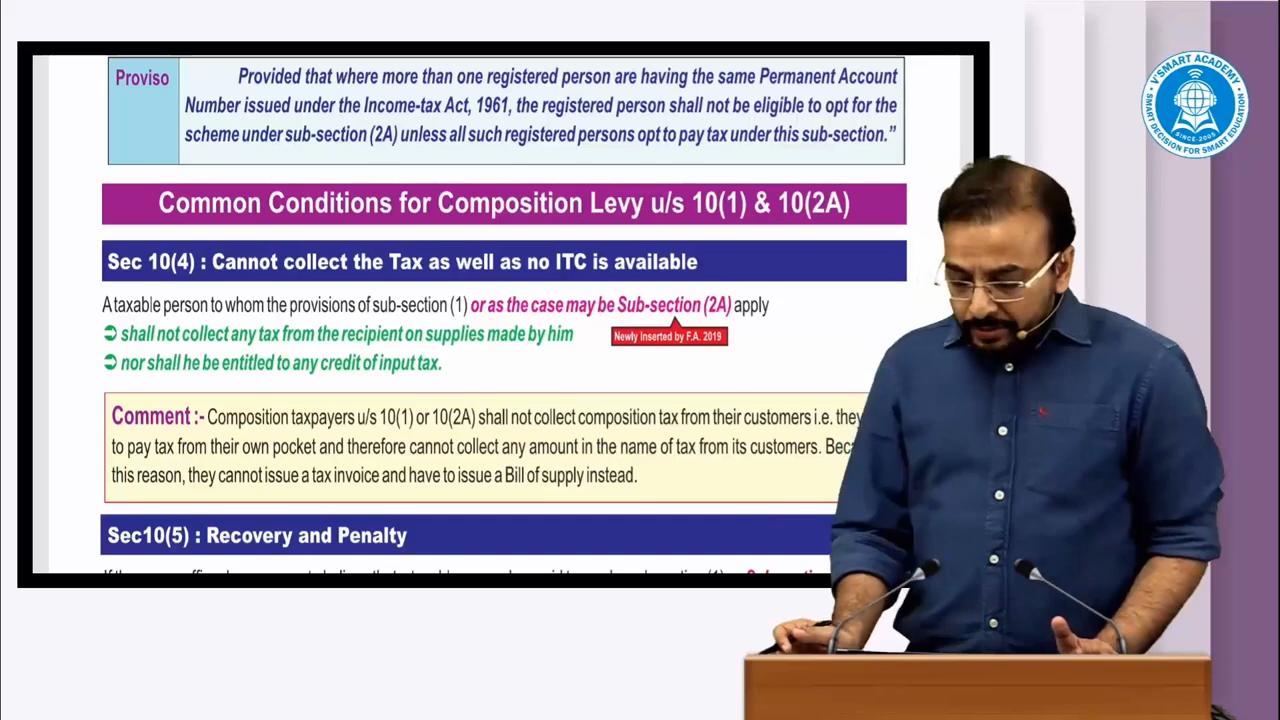 Proviso
Provided that where more than one registered person are having the same Permanent Account
Number issued under the Income-tax Act, 1961, the registered person shall not be eligible to opt for the
scheme under sub-section (2A) unless all such registered persons opt to pay tax under this sub-section.”
Common Conditions for Composition Levy u/s 10(1) & 10(2A)
Sec 10(4) : Cannot collect the Tax as well as no ITC is available
A taxable person to whom the provisions of sub-section (1) or as the case may be Sub-section (2A) apply
➲ shall not collect any tax from the recipient on supplies made by him
Newly Inserted by F.A. 2019
➲ nor shall he be entitled to any credit of input tax.
Comment :- Composition taxpayers u/s 10(1) or 10(2A) shall not collect composition tax from their customers i.e. they
to pay tax from their own pocket and therefore cannot collect any amount in the name of tax from its customers.
this reason, they cannot issue a tax invoice and have to issue a Bill of supply instead.
Sec10(5) : Recovery and Penalty
V'SMART ACADEMY
SMART DECISION FOR SMART EDUCATION
SINCE-2005